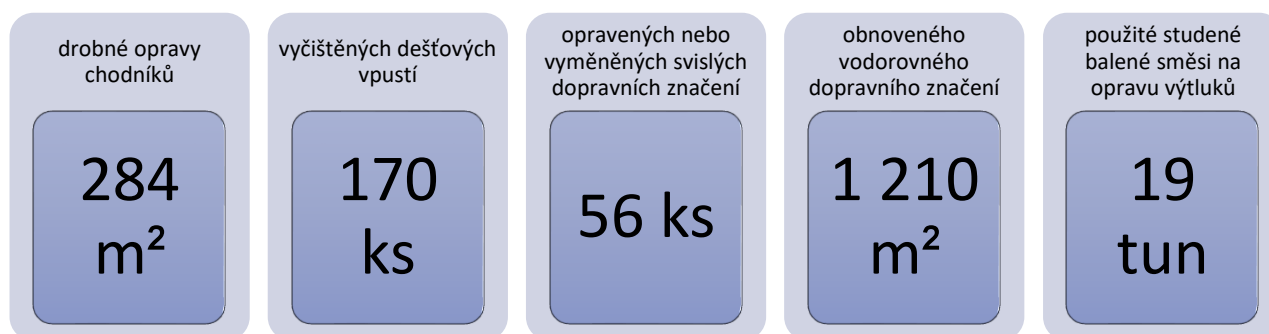 drobné opravy
chodníků
284
m²
vyčištěných dešťových
vpustí
170
ks
opravených nebo
vyměněných svislých
dopravních značení
56 ks
obnoveného
vodorovného
dopravního značení
1 210
m²
použité studené
balené směsi na
opravu výtluků
19
tun